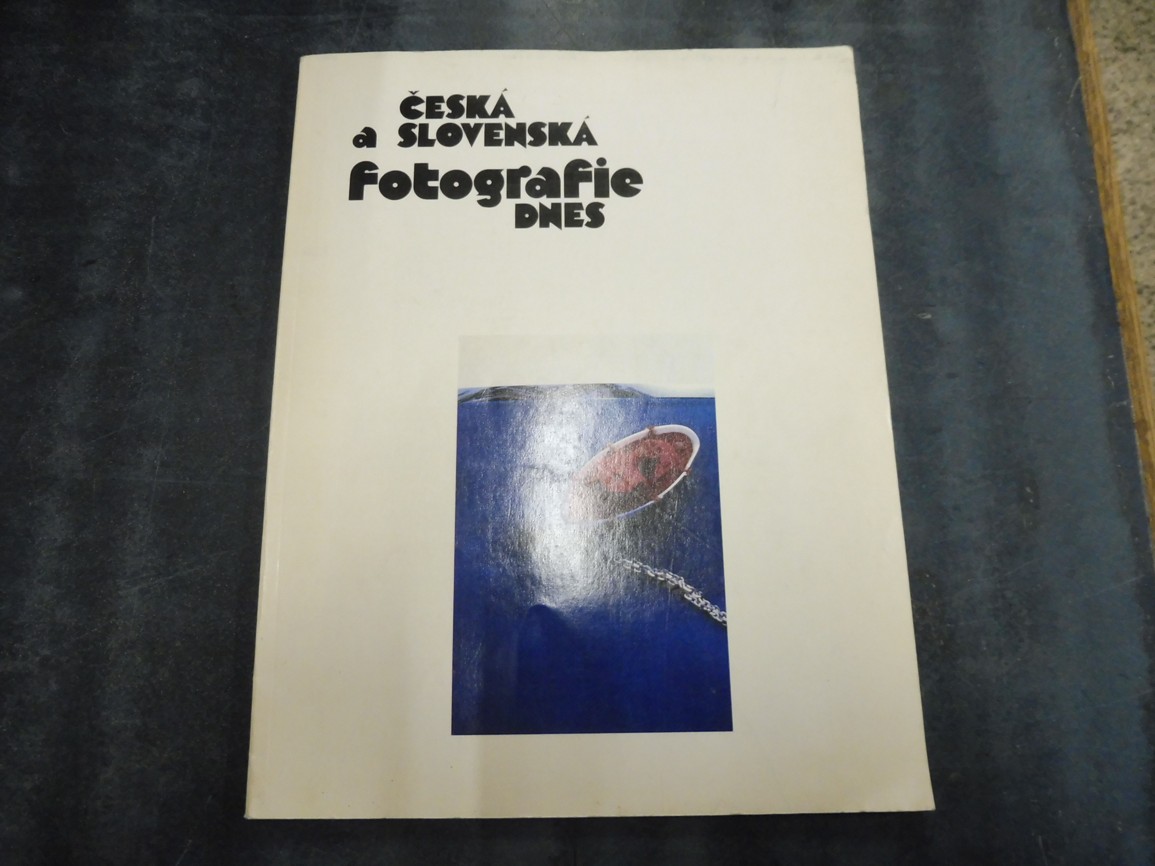 ČESKÁ
a SLOVENSKÁ
fotografie
DNES